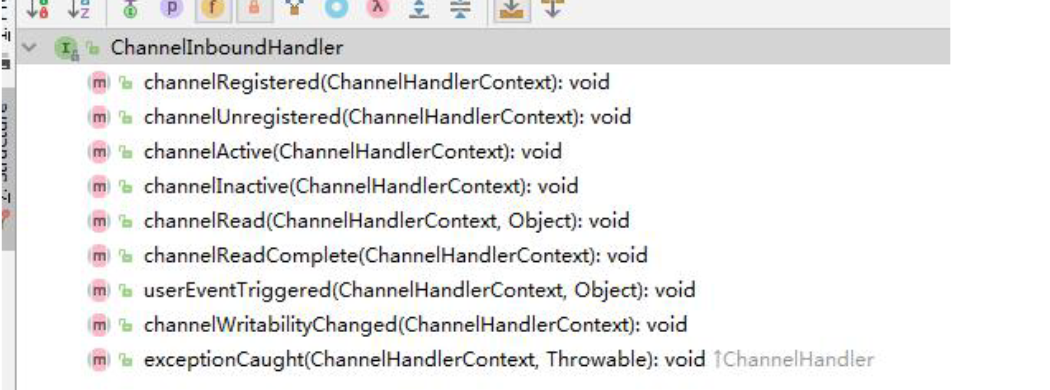 ChannelInboundHandler
channelRegistered(ChannelHandlerContext): void
channelUnregistered(ChannelHandlerContext): void
channelActive(ChannelHandlerContext): void
channelInactive(ChannelHandlerContext): void
channelRead(ChannelHandlerContext, Object): void
channelReadComplete(ChannelHandlerContext): void
userEventTriggered(ChannelHandlerContext, Object): void
channelWritabilityChanged(ChannelHandlerContext): void
exceptionCaught(ChannelHandlerContext, Throwable): void ↑ChannelHandler